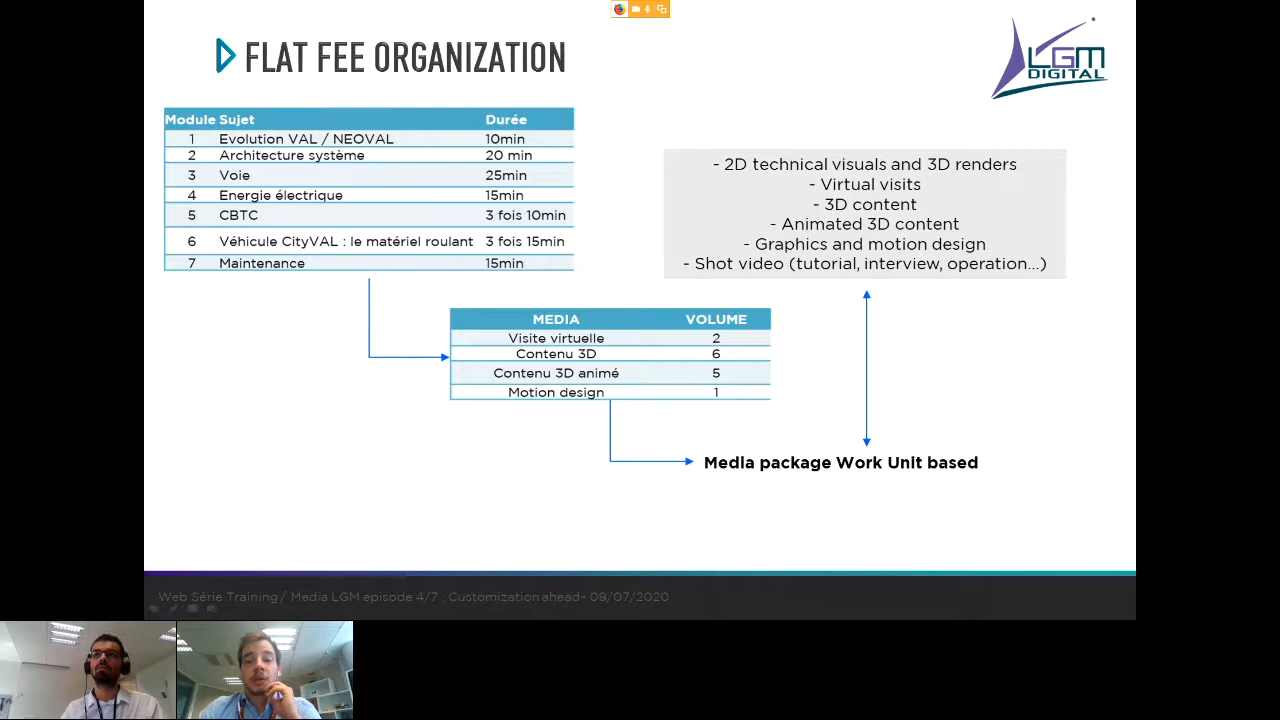 FLAT FEE ORGANIZATION
LGM
DIGITAL
Module Sujet Durée
1 Evolution VAL / NEOVAL 10min
2 Architecture système 20 min
3 Voie 25min
4 Energie électrique 15min
5 CBTC 3 fois 10min
6 Véhicule CityVAL : le matériel roulant 3 fois 15min
7 Maintenance 15min
- 2D technical visuals and 3D renders
- Virtual visits
- 3D content
- Animated 3D content
- Graphics and motion design
- Shot video (tutorial, interview, operation...)
MEDIA VOLUME
Visite virtuelle 2
Contenu 3D 6
Contenu 3D animé 5
Motion design 1
Media package Work Unit based
Web Série Training / Media LGM episode 4/7 : Customization ahead- 09/07/2020